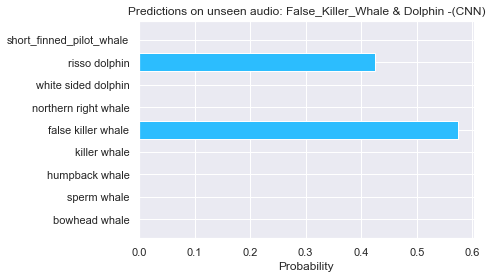 Predictions on unseen audio: False_Killer_Whale & Dolphin -(CNN)
short_finned_pilot_whale
risso dolphin
white sided dolphin
northern right whale
false killer whale
killer whale
humpback whale
sperm whale
bowhead whale
0.0 0.1 0.2 0.3 0.4 0.5 0.6
Probability